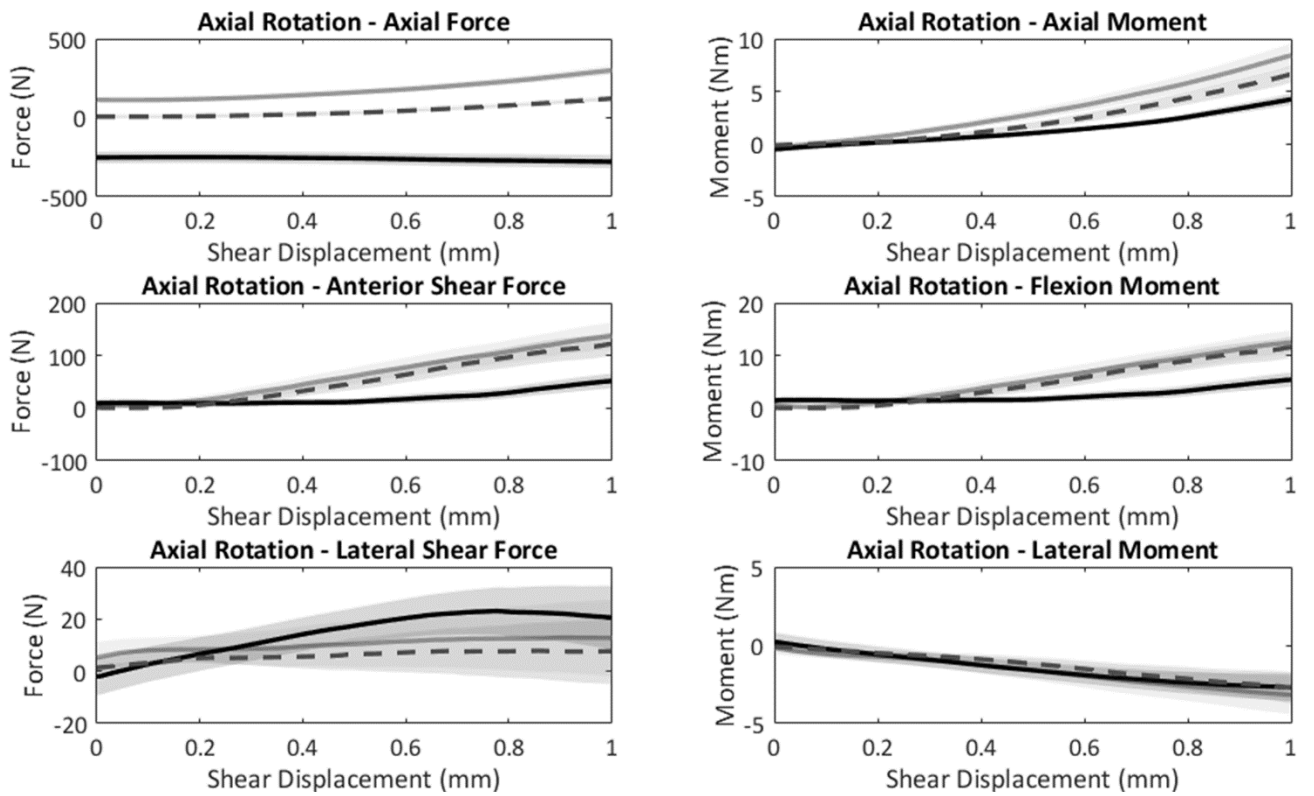 Axial Rotation - Axial Force
500
0
-500
Force (N)
0 0.2 0.4 0.6 0.8 1
Shear Displacement (mm)
Axial Rotation - Axial Moment
10
5
0
-5
Moment (Nm)
0 0.2 0.4 0.6 0.8 1
Shear Displacement (mm)
Axial Rotation - Anterior Shear Force
200
100
0
-100
Force (N)
0 0.2 0.4 0.6 0.8 1
Shear Displacement (mm)
Axial Rotation - Flexion Moment
20
10
0
-10
Moment (Nm)
0 0.2 0.4 0.6 0.8 1
Shear Displacement (mm)
Axial Rotation - Lateral Shear Force
40
20
0
-20
Force (N)
0 0.2 0.4 0.6 0.8 1
Shear Displacement (mm)
Axial Rotation - Lateral Moment
5
0
-5
Moment (Nm)
0 0.2 0.4 0.6 0.8 1
Shear Displacement (mm)